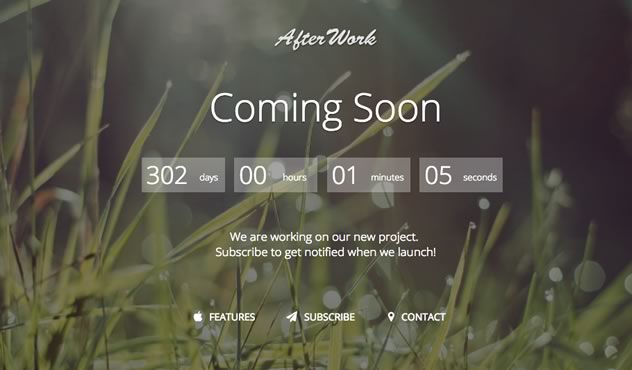 AfterWork
Coming Soon
302 days 00 hours 01 minutes 05 seconds
We are working on our new project.
Subscribe to get notified when we launch!
FEATURES SUBSCRIBE CONTACT